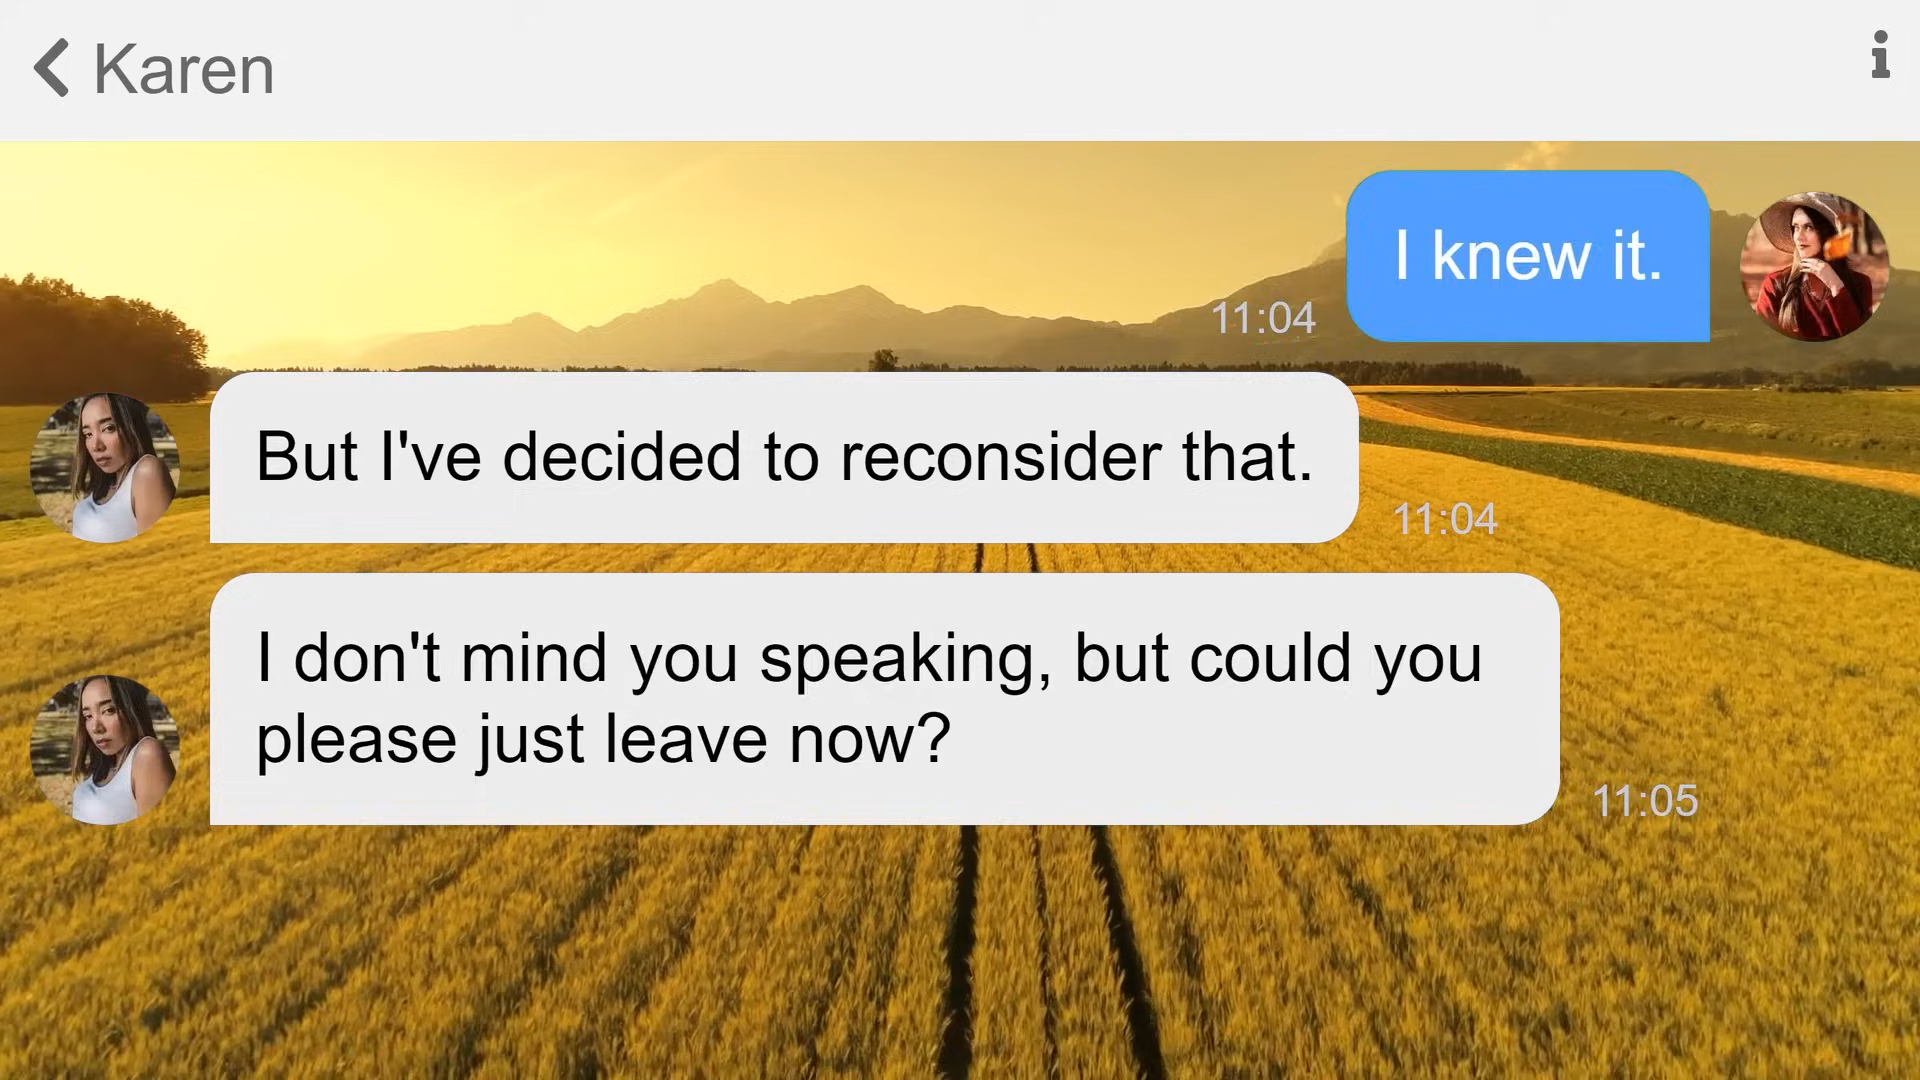 Karen
I knew it.
11:04
But I've decided to reconsider that.
11:04
I don't mind you speaking, but could you
please just leave now?
11:05